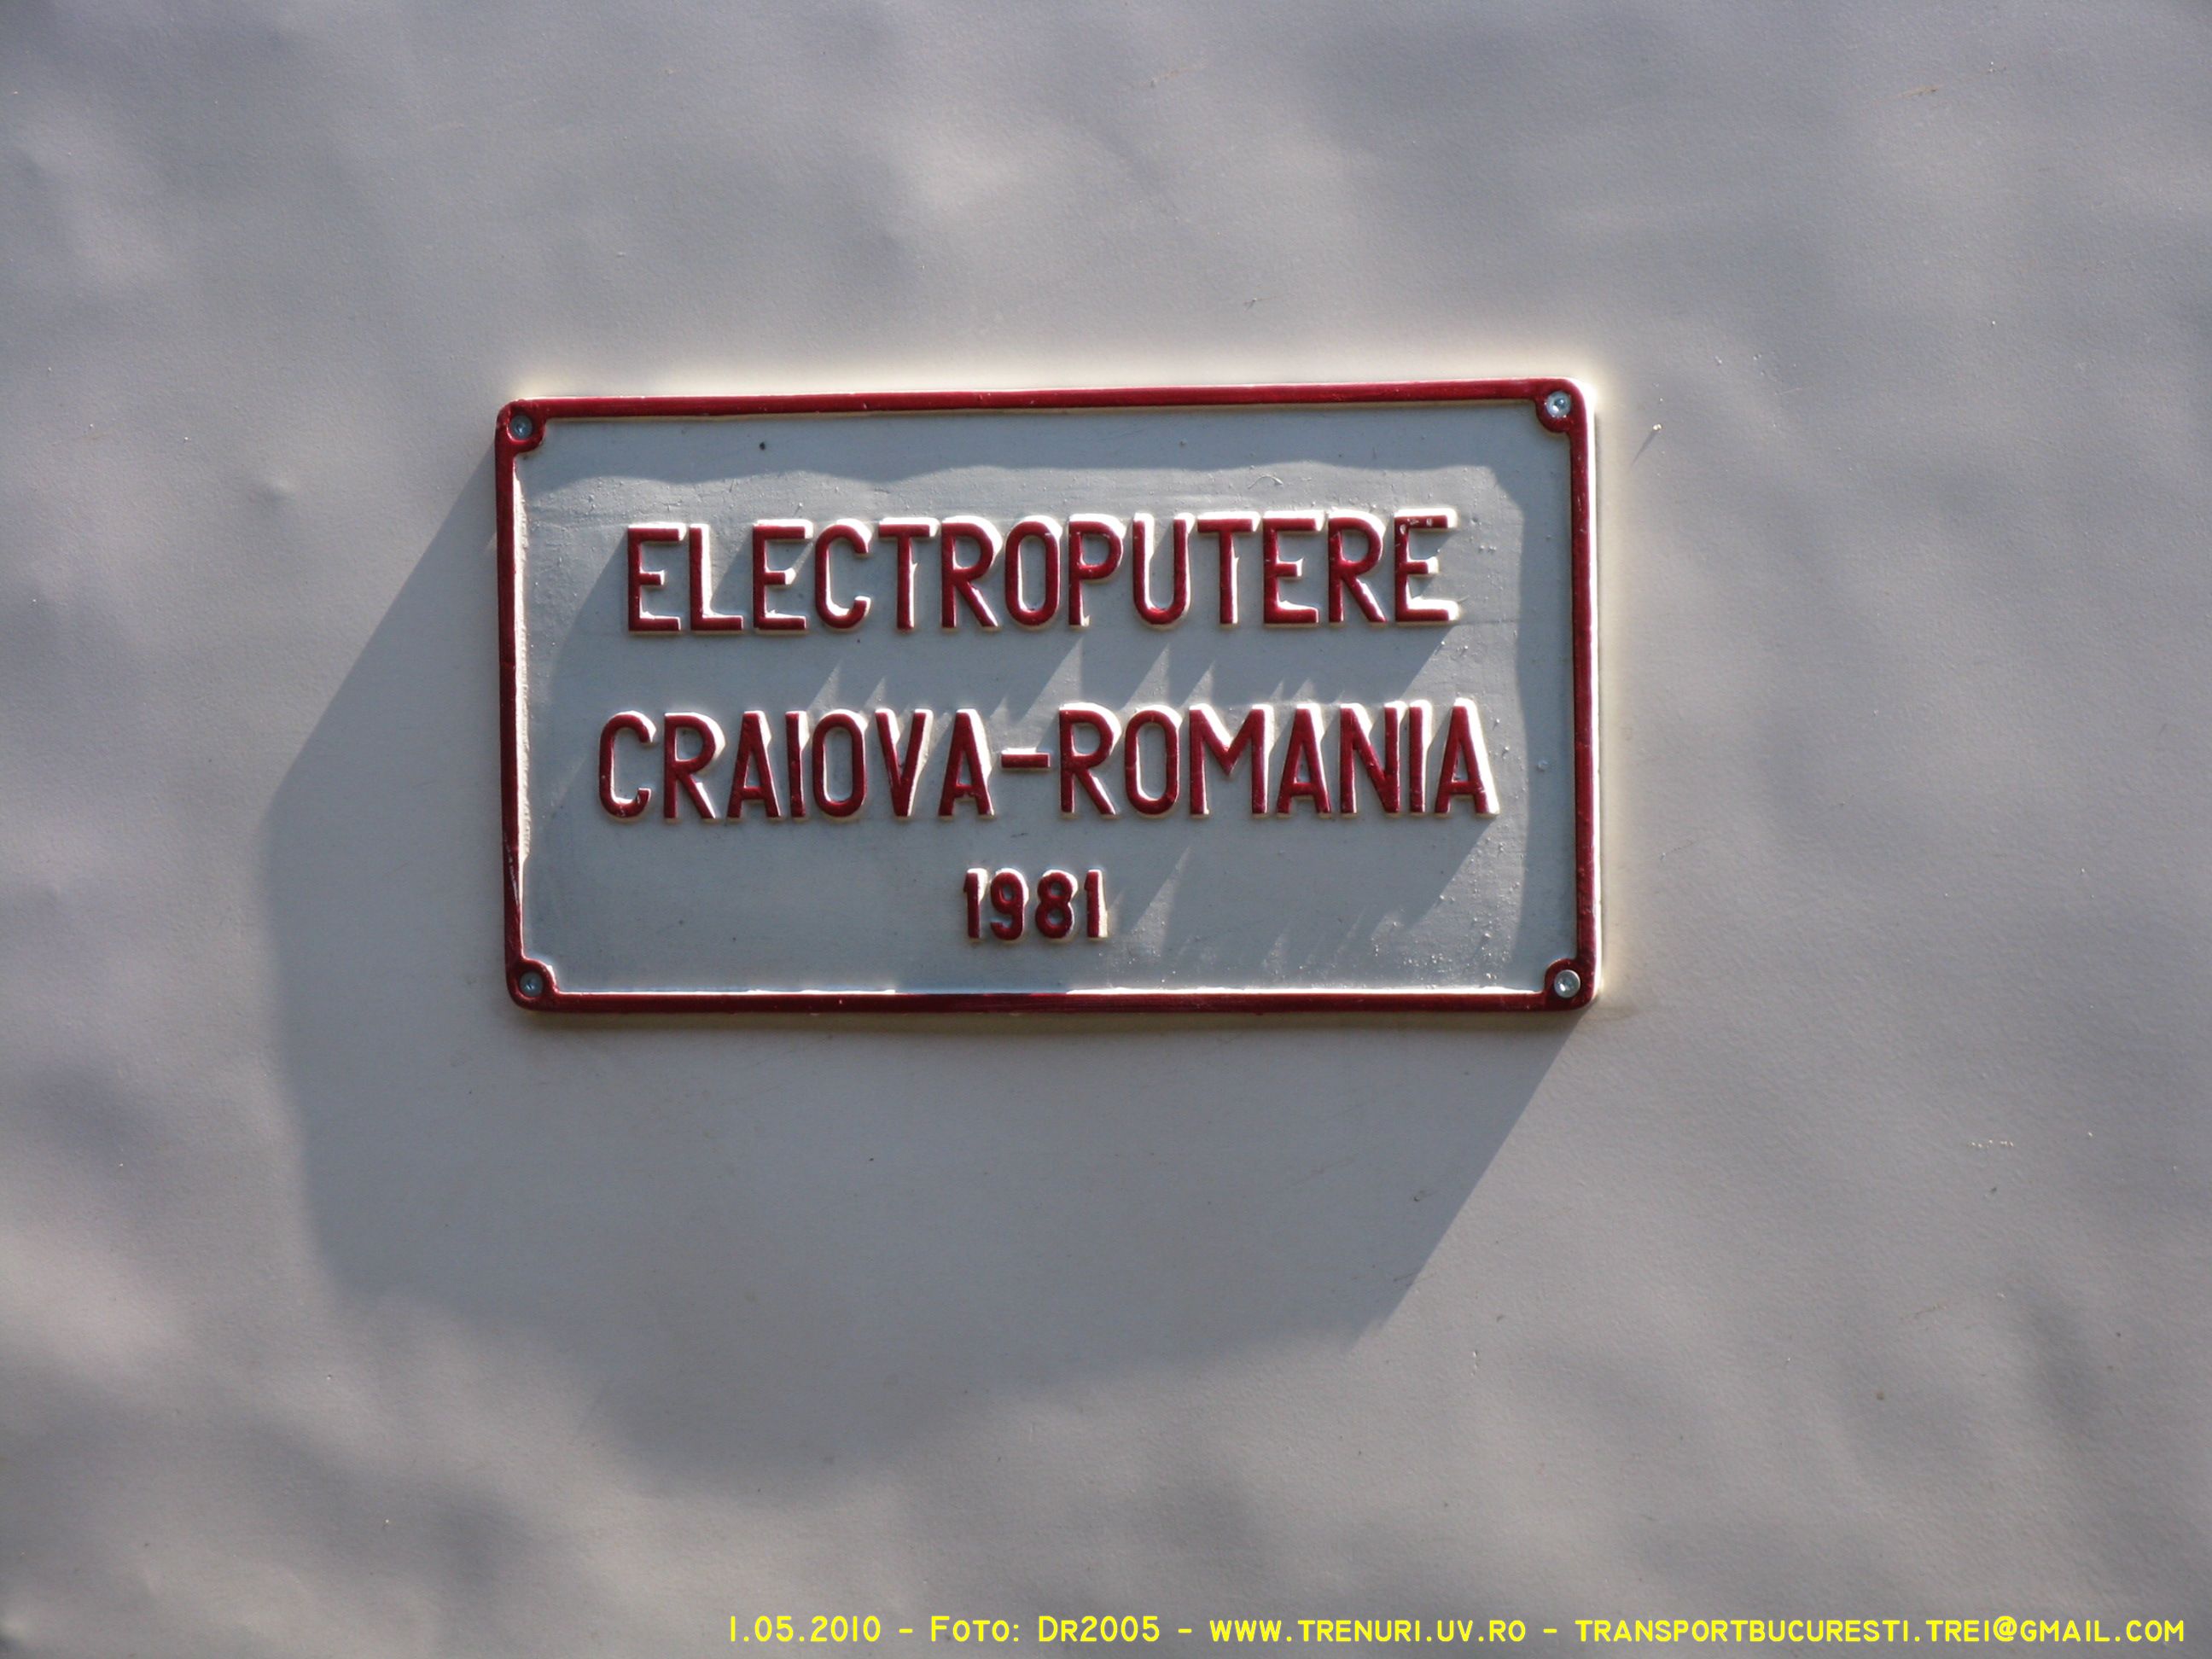 ELECTROPUTERE
CRAIOVA-ROMANIA
1981
1.05.2010 - FOTO: DR2005 - WWW.TRENURI.UV.RO - TRANSPORTBUCURESTI.TREI@GMAIL.COM